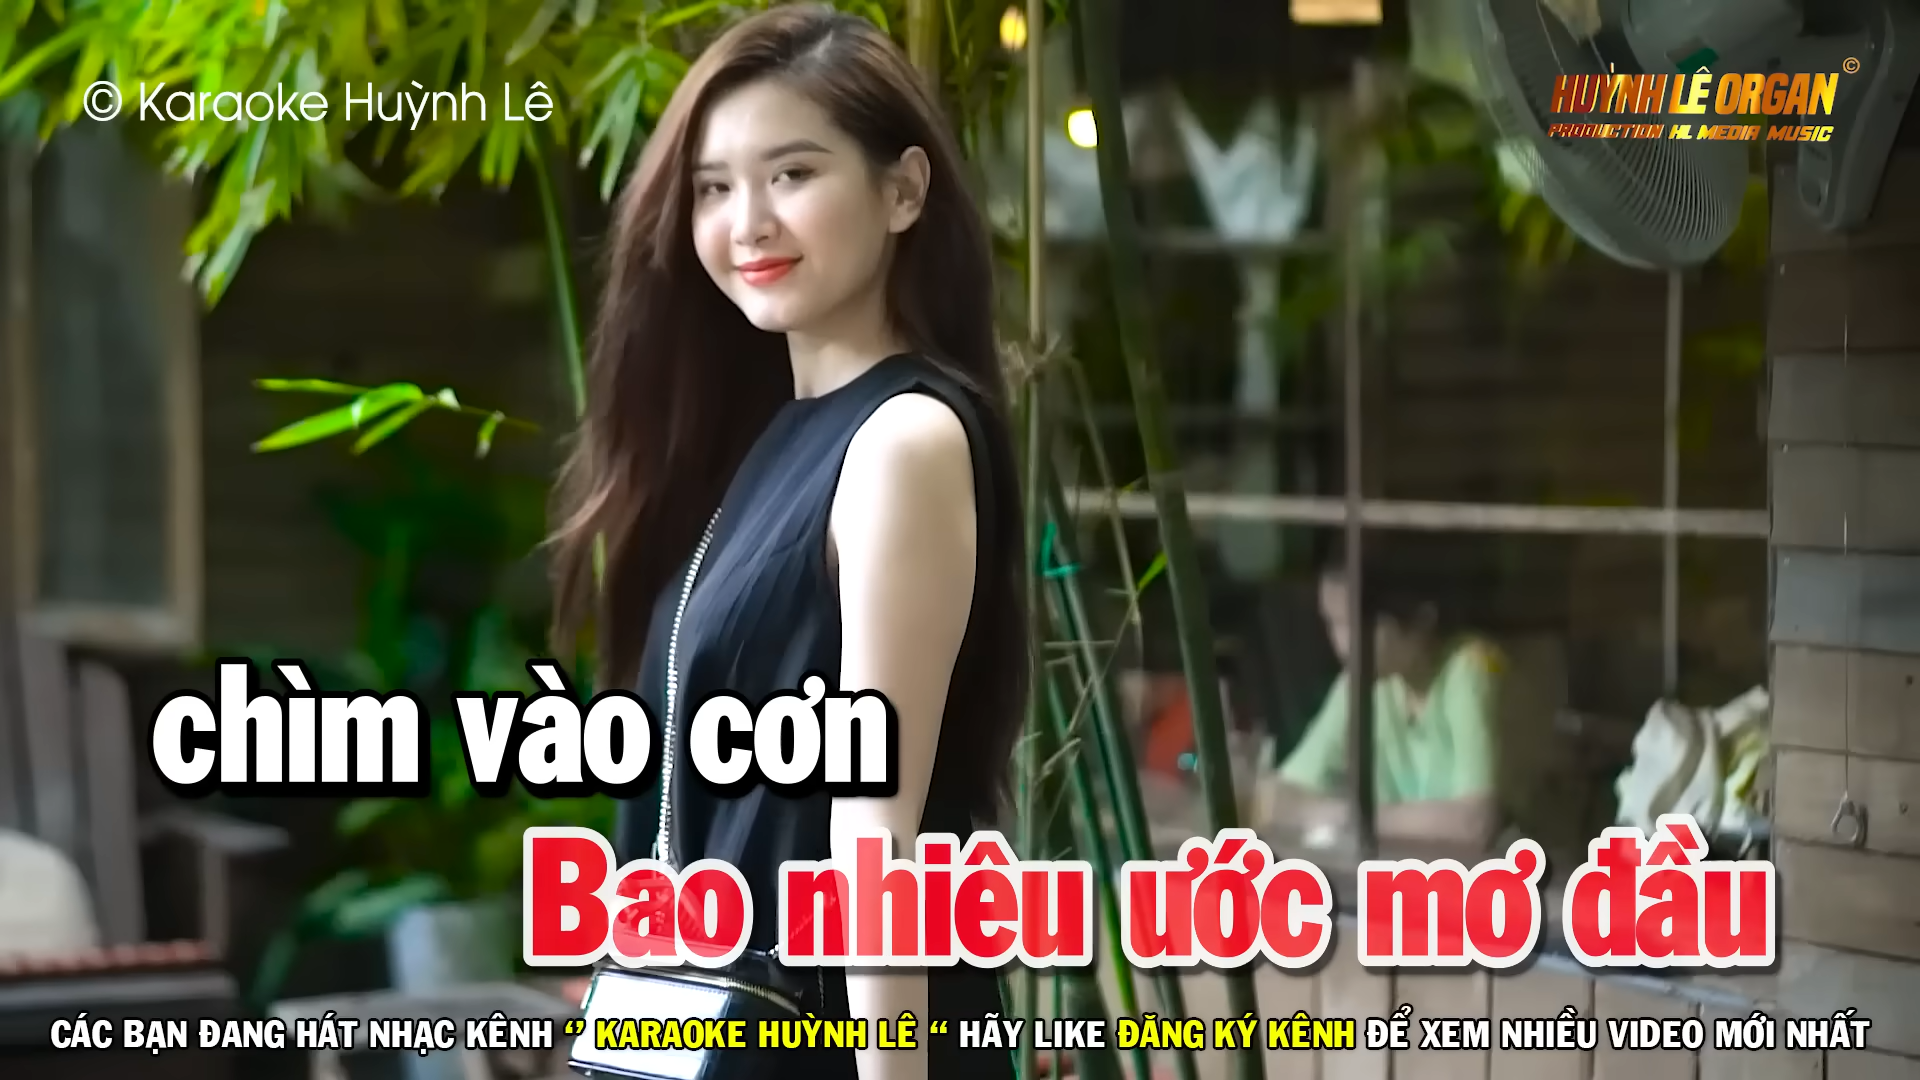 © Karaoke Huỳnh Lê
HUỲNH LÊ ORGAN ©
PRODUCTION HL MEDIA MUSIC
chìm vào cơn
Bao nhiêu ước mơ đầu
CÁC BẠN ĐANG HÁT NHẠC KÊNH ‘’ KARAOKE HUỲNH LÊ “ HÃY LIKE ĐĂNG KÝ KÊNH ĐỂ XEM NHIỀU VIDEO MỚI NHẤT